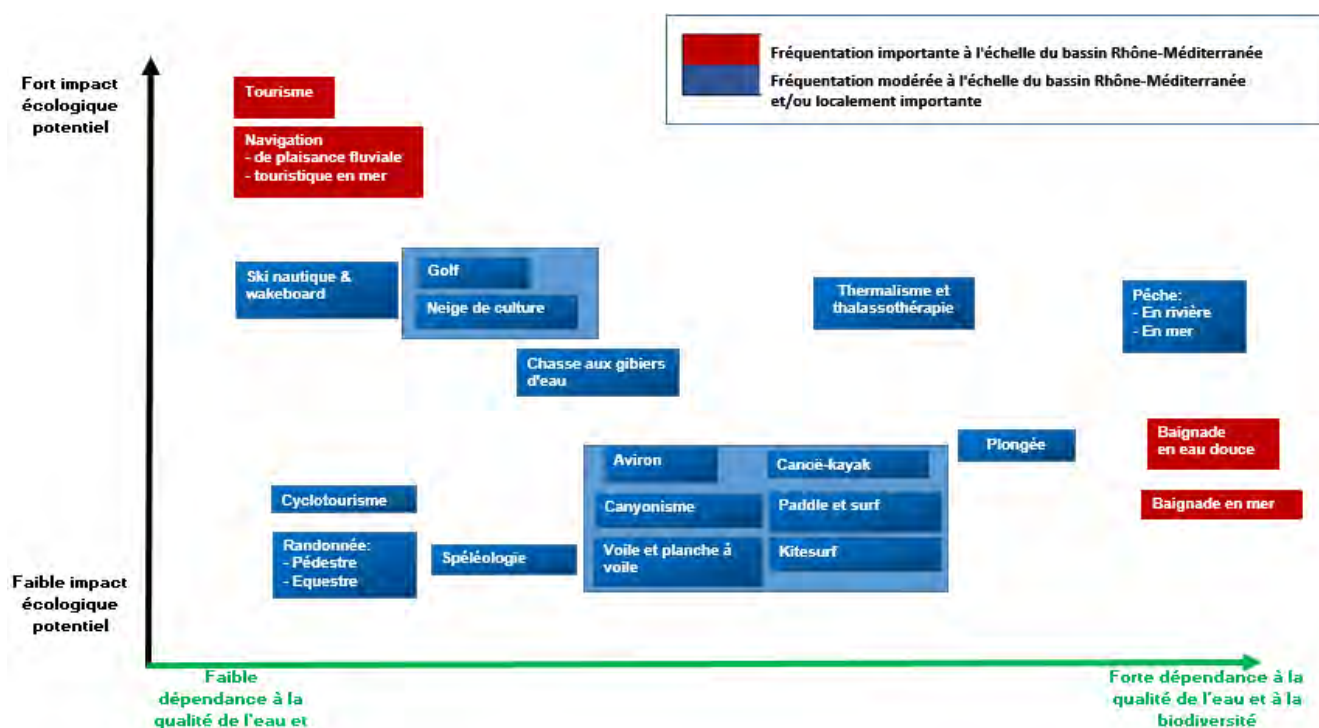 Fréquentation importante à l'échelle du bassin Rhône-Méditerranée
Fréquentation modérée à l'échelle du bassin Rhône-Méditerranée
et/ou localement importante
Fort impact
écologique
potentiel
Tourisme
Navigation
- de plaisance fluviale
- touristique en mer
Ski nautique &
wakeboard
Golf
Neige de culture
Thermalisme et
thalassothérapie
Pêche:
- En rivière
- En mer
Chasse aux gibiers
d'eau
Aviron
Canoë-kayak
Plongée
Baignade
en eau douce
Cyclotourisme
Canyonisme
Paddle et surf
Baignade en mer
Randonnée:
- Pédestre
- Equestre
Spéléologie
Voile et planche à
voile
Kitesurf
Faible impact
écologique
potentiel
Faible
dépendance à la
qualité de l'eau et
Forte dépendance à la
qualité de l'eau et à la
biodiversité